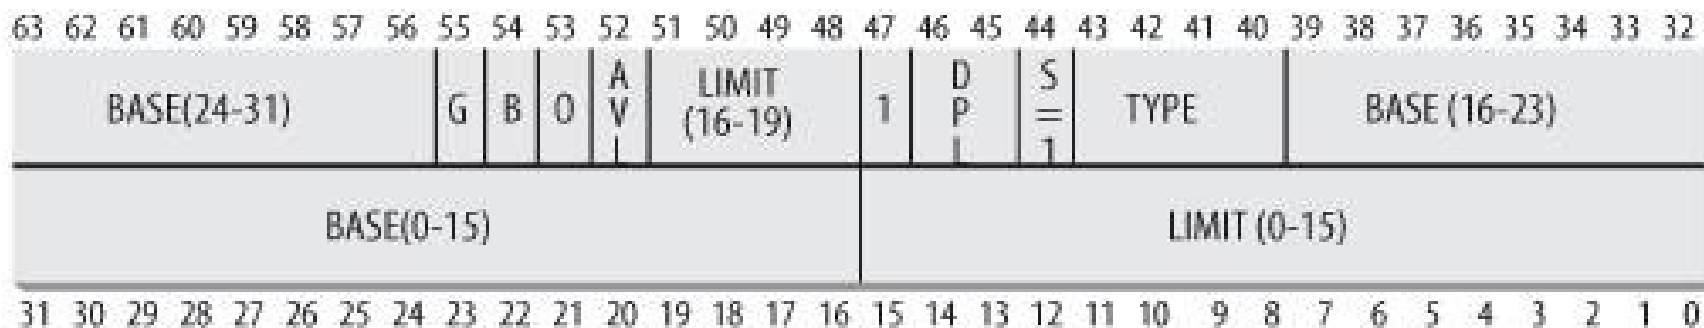 63 62 61 60 59 58 57 56 55 54 53 52 51 50 49 48 47 46 45 44 43 42 41 40 39 38 37 36 35 34 33 32
BASE(24-31) G B O AVL LIMIT (16-19) 1 DPL S=1 TYPE BASE (16-23)
BASE(0-15) LIMIT (0-15)
31 30 29 28 27 26 25 24 23 22 21 20 19 18 17 16 15 14 13 12 11 10 9 8 7 6 5 4 3 2 1 0